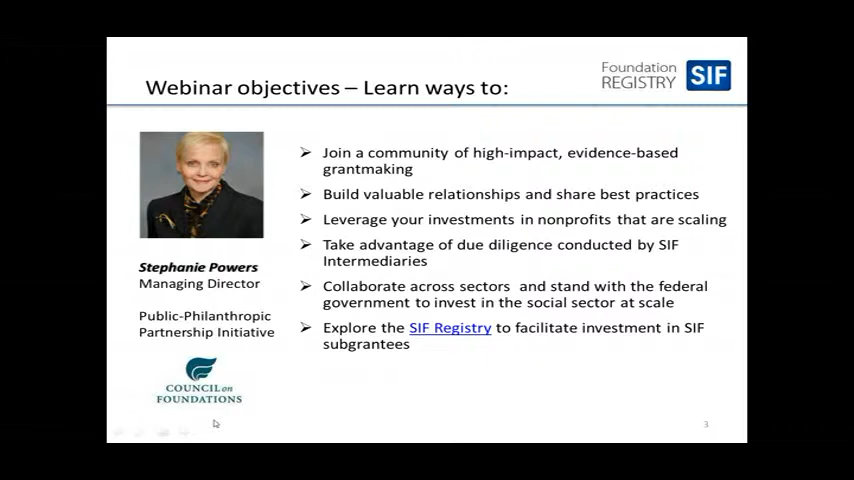 Webinar objectives – Learn ways to:
Foundation
REGISTRY
SIF
Stephanie Powers
Managing Director
Public-Philanthropic
Partnership Initiative
COUNCIL on
FOUNDATIONS
Join a community of high-impact, evidence-based
grantmaking
Build valuable relationships and share best practices
Leverage your investments in nonprofits that are scaling
Take advantage of due diligence conducted by SIF
Intermediaries
Collaborate across sectors and stand with the federal
government to invest in the social sector at scale
Explore the SIF Registry to facilitate investment in SIF
subgrantees
3